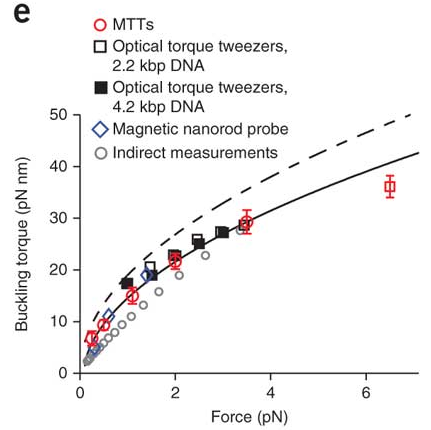 e
MTTs
Optical torque tweezers,
2.2 kbp DNA
Optical torque tweezers,
4.2 kbp DNA
Magnetic nanorod probe
Indirect measurements
Buckling torque (pN nm)
50
40
30
20
10
0
0 2 4 6
Force (pN)